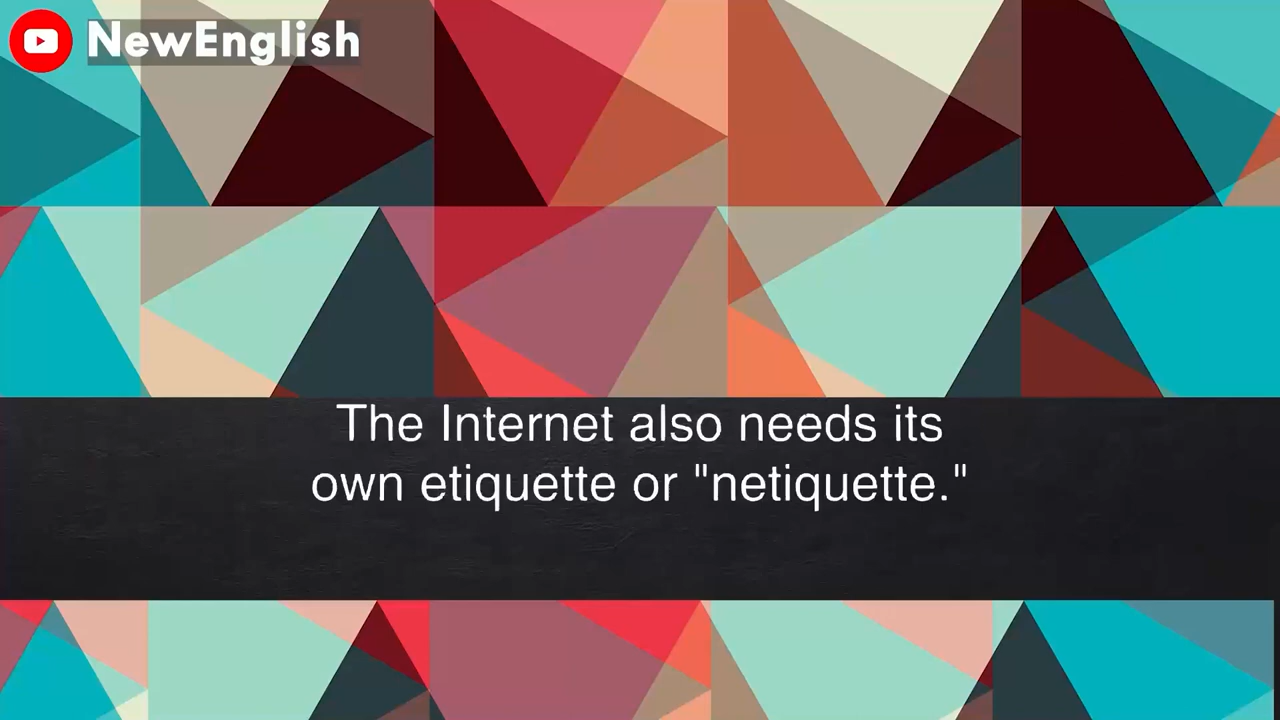 NewEnglish
The Internet also needs its
own etiquette or "netiquette."